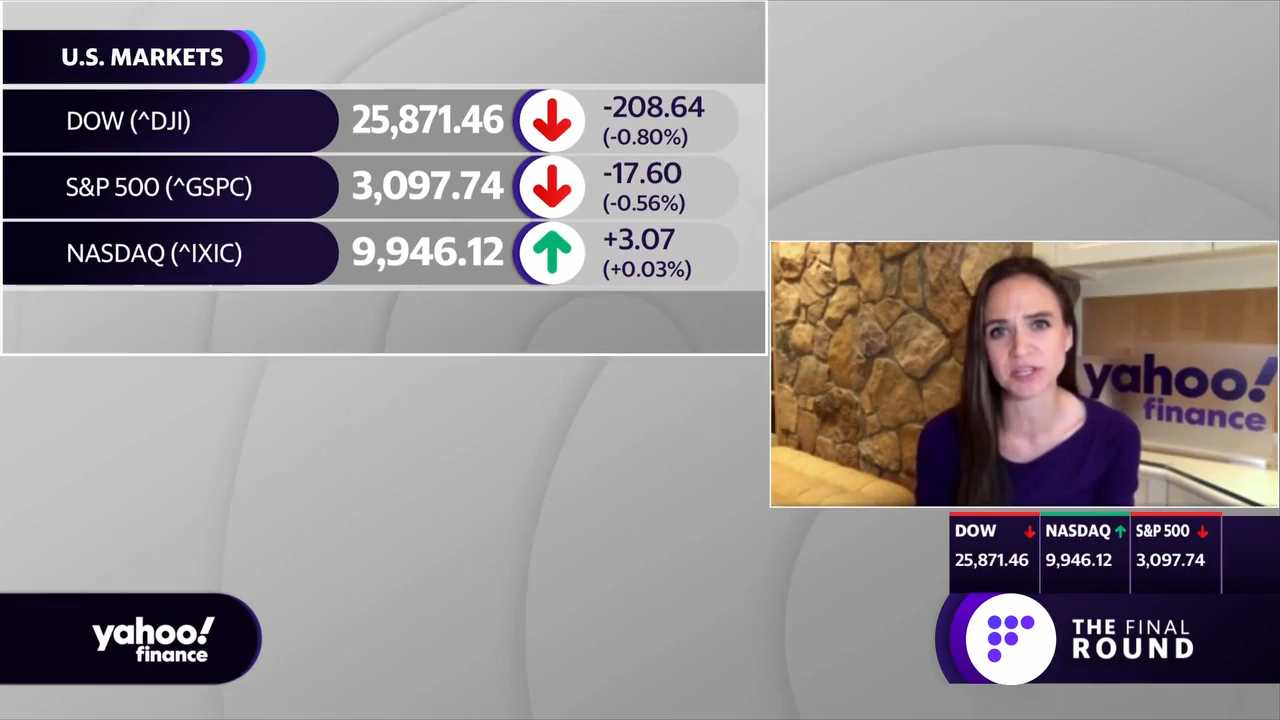 U.S. MARKETS
DOW (^DJI) 25,871.46 -208.64 (-0.80%)
S&P 500 (^GSPC) 3,097.74 -17.60 (-0.56%)
NASDAQ (^IXIC) 9,946.12 +3.07 (+0.03%)
yahoo!
finance
DOW NASDAQ S&P 500
25,871.46 9,946.12 3,097.74
yahoo!
finance
THE FINAL
ROUND